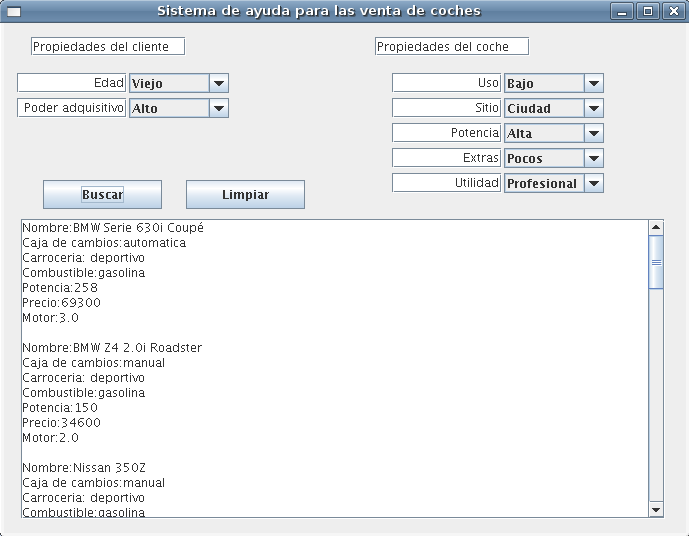 Sistema de ayuda para las venta de coches
Propiedades del cliente
Propiedades del coche
Edad Viejo
Poder adquisitivo Alto
Uso Bajo
Sitio Ciudad
Potencia Alta
Extras Pocos
Utilidad Profesional
Buscar Limpiar
Nombre:BMW Serie 630i Coupé
Caja de cambios:automatica
Carroceria: deportivo
Combustible:gasolina
Potencia:258
Precio:69300
Motor:3.0
Nombre:BMW Z4 2.0i Roadster
Caja de cambios:manual
Carroceria: deportivo
Combustible:gasolina
Potencia:150
Precio:34600
Motor:2.0
Nombre:Nissan 350Z
Caja de cambios:manual
Carroceria: deportivo
Combustible:gasolina